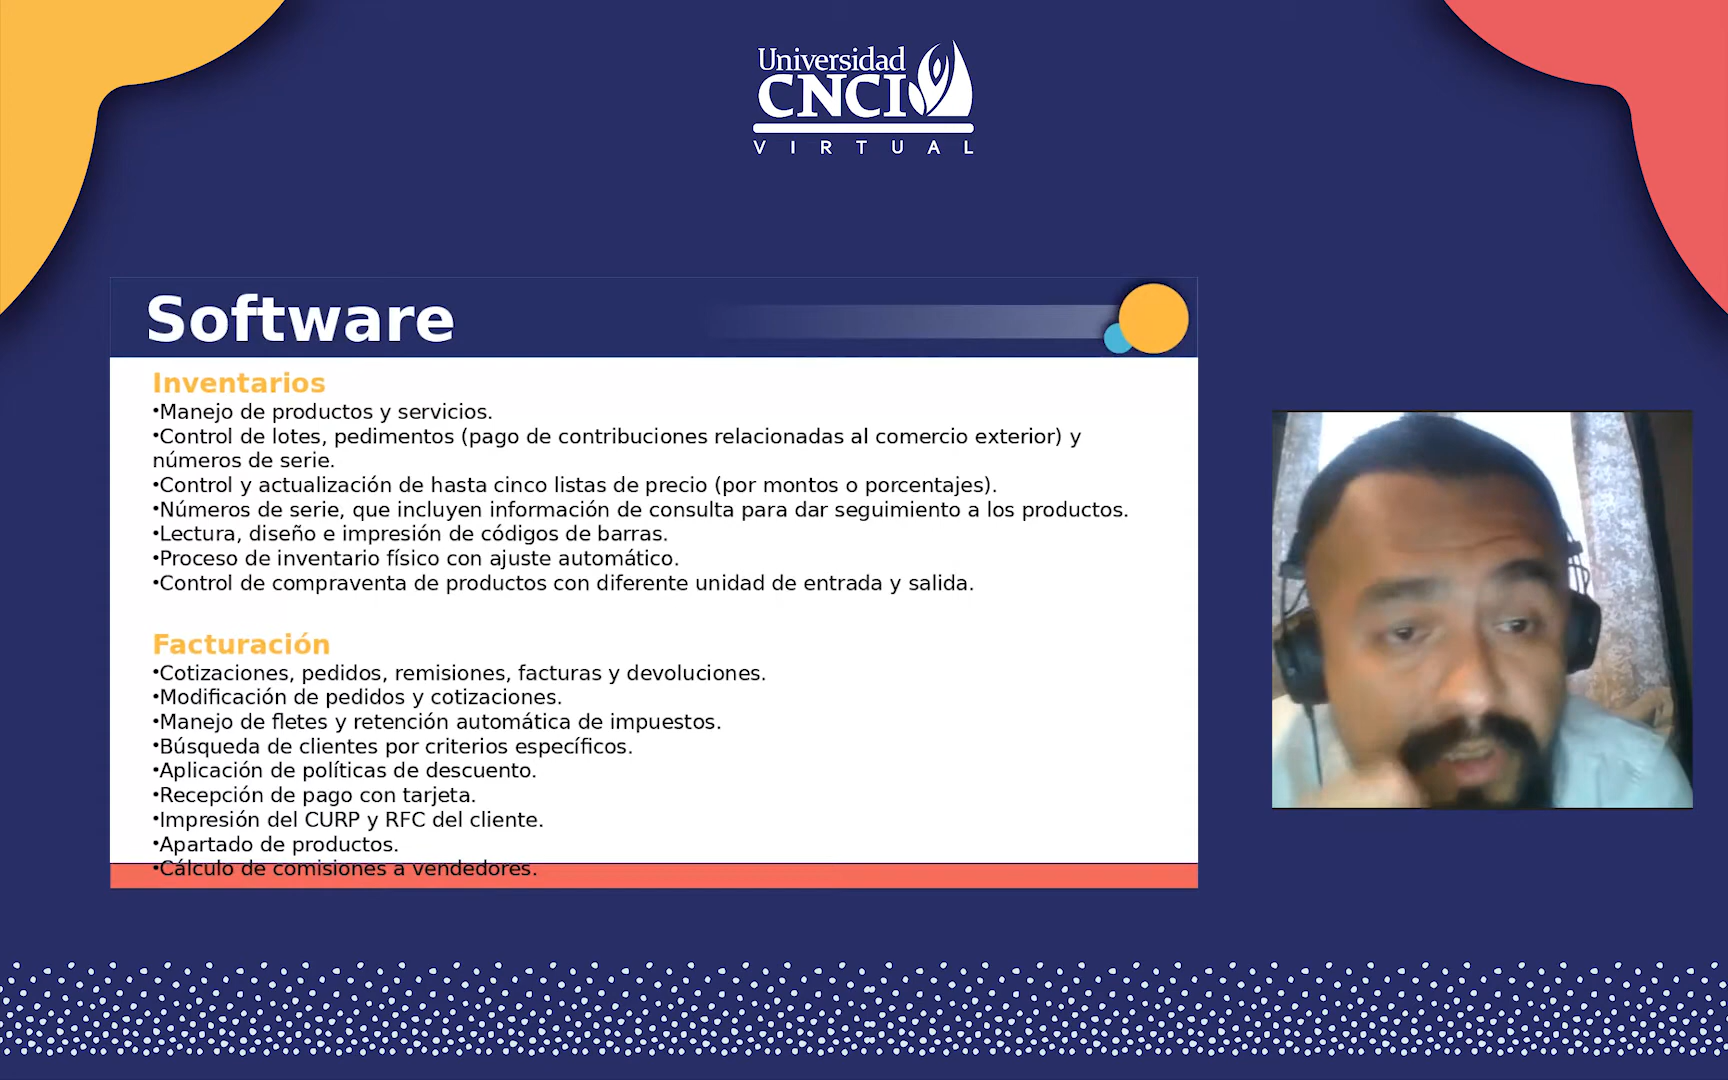 Universidad
CNCI
VIRTUAL
Software
Inventarios
•Manejo de productos y servicios.
•Control de lotes, pedimentos (pago de contribuciones relacionadas al comercio exterior) y
números de serie.
•Control y actualización de hasta cinco listas de precio (por montos o porcentajes).
•Números de serie, que incluyen información de consulta para dar seguimiento a los productos.
•Lectura, diseño e impresión de códigos de barras.
•Proceso de inventario físico con ajuste automático.
•Control de compraventa de productos con diferente unidad de entrada y salida.
Facturación
•Cotizaciones, pedidos, remisiones, facturas y devoluciones.
•Modificación de pedidos y cotizaciones.
•Manejo de fletes y retención automática de impuestos.
•Búsqueda de clientes por criterios específicos.
•Aplicación de políticas de descuento.
•Recepción de pago con tarjeta.
•Impresión del CURP y RFC del cliente.
•Apartado de productos.
•Cálculo de comisiones a vendedores.